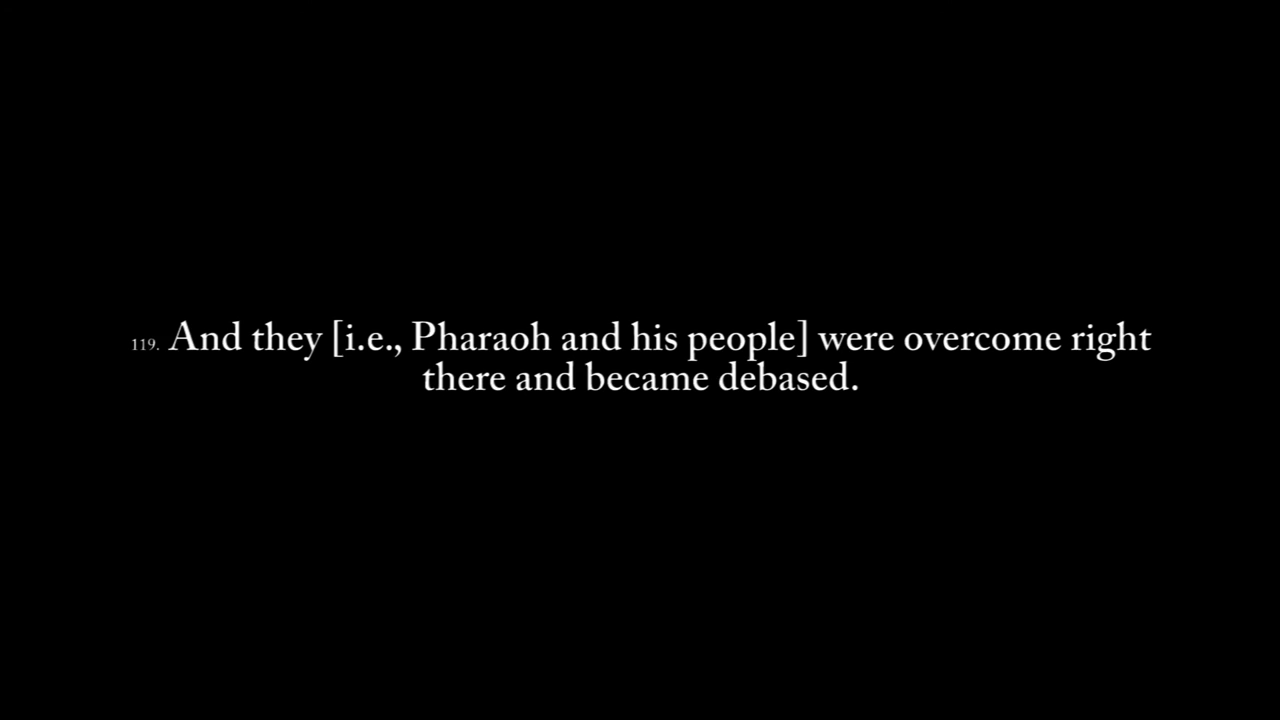 119. And they [i.e., Pharaoh and his people] were overcome right
there and became debased.